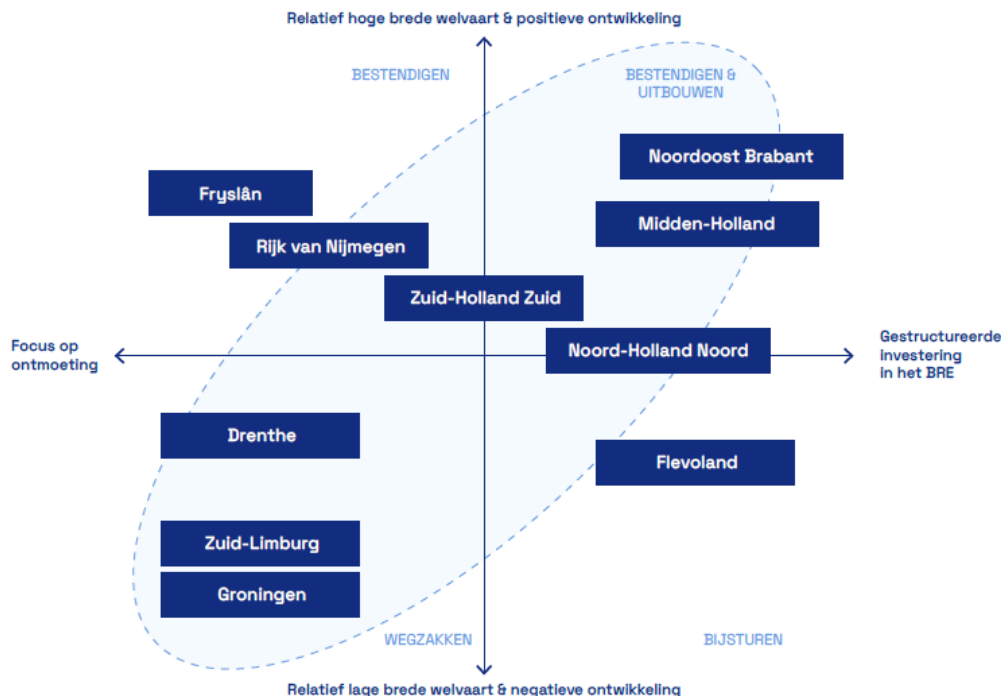 Relatief hoge brede welvaart & positieve ontwikkeling
BESTENDIGEN
BESTENDIGEN &
UITBOUWEN
Noordoost Brabant
Fryslân
Midden-Holland
Rijk van Nijmegen
Zuid-Holland Zuid
Noord-Holland Noord
Focus op
ontmoeting
Gestructureerde
investering
in het BRE
Drenthe
Flevoland
Zuid-Limburg
Groningen
WEGZAKKEN
BIJSTUREN
Relatief lage brede welvaart & negatieve ontwikkeling